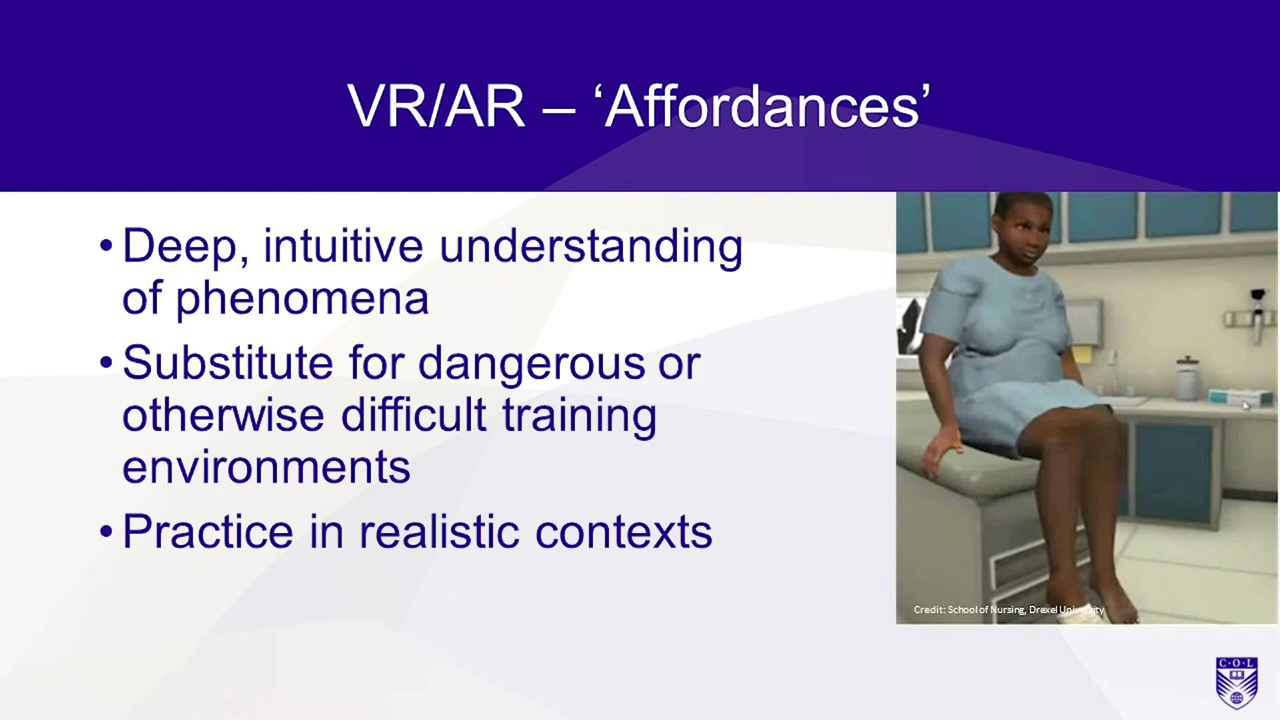 VR/AR – ‘Affordances’
• Deep, intuitive understanding
of phenomena
• Substitute for dangerous or
otherwise difficult training
environments
• Practice in realistic contexts
Credit: School of Nursing, Drexel University
C·O·L